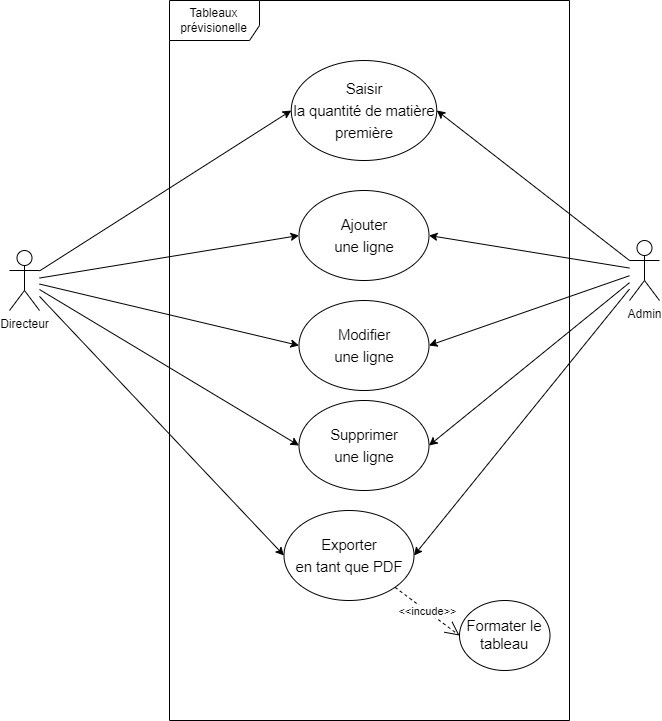 Tableaux
prévisionelle
Saisir
la quantité de matière
première
Ajouter
une ligne
Directeur
Admin
Modifier
une ligne
Supprimer
une ligne
Exporter
en tant que PDF
<<incude>>
Formater le
tableau